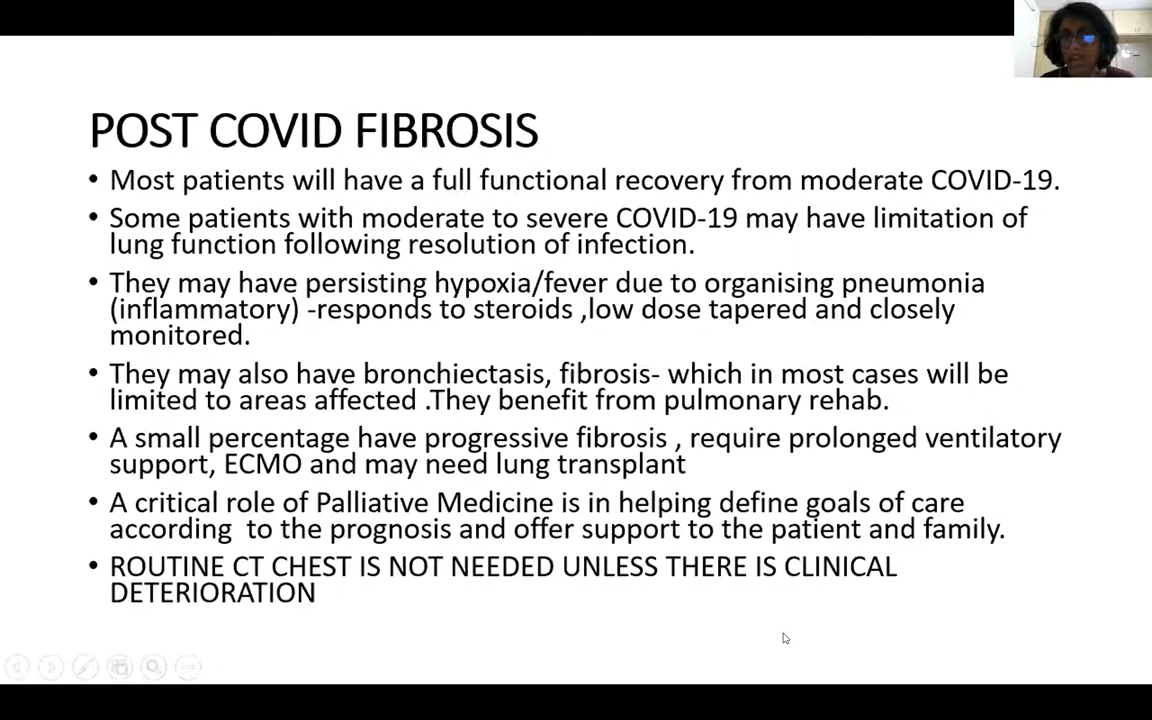 POST COVID FIBROSIS
• Most patients will have a full functional recovery from moderate COVID-19.
• Some patients with moderate to severe COVID-19 may have limitation of
lung function following resolution of infection.
• They may have persisting hypoxia/fever due to organising pneumonia
(inflammatory) -responds to steroids ,low dose tapered and closely
monitored.
• They may also have bronchiectasis, fibrosis- which in most cases will be
limited to areas affected .They benefit from pulmonary rehab.
• A small percentage have progressive fibrosis , require prolonged ventilatory
support, ECMO and may need lung transplant
• A critical role of Palliative Medicine is in helping define goals of care
according  to the prognosis and offer support to the patient and family.
• ROUTINE CT CHEST IS NOT NEEDED UNLESS THERE IS CLINICAL
DETERIORATION